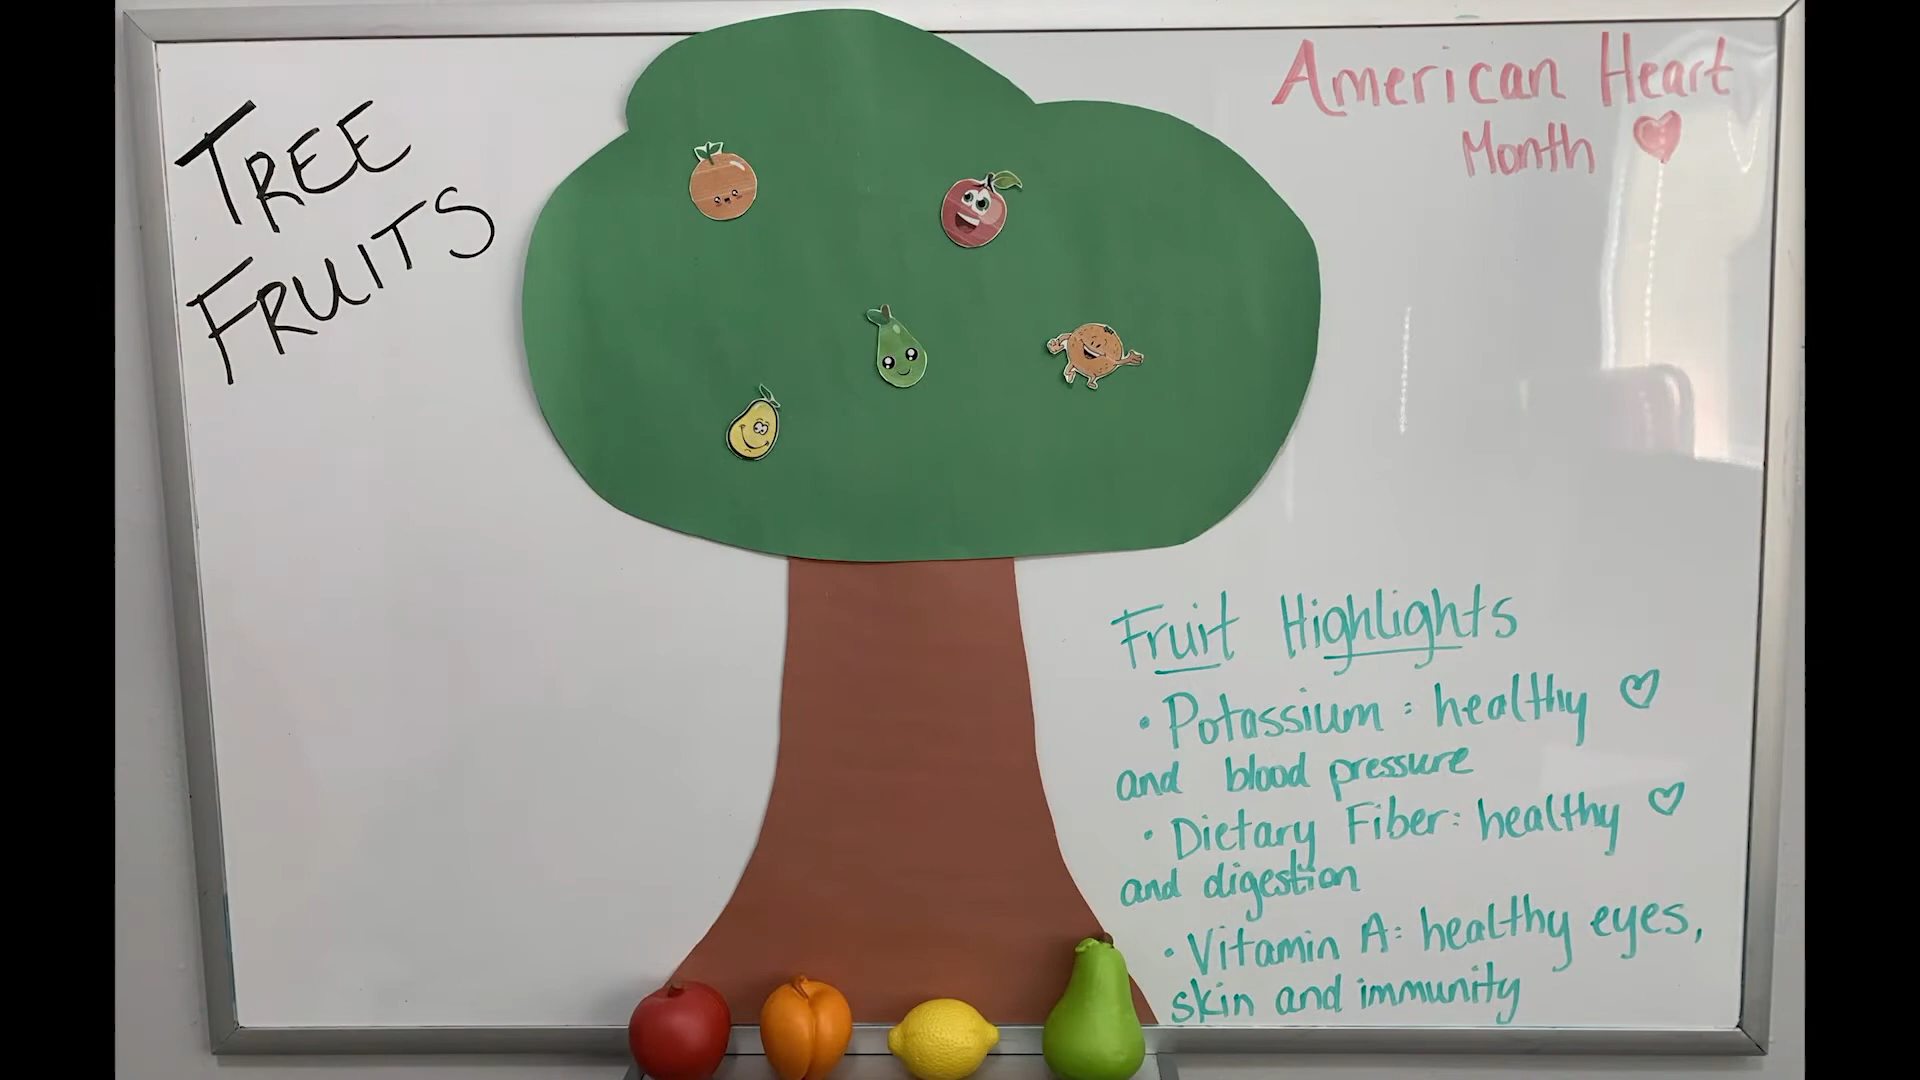 TREE
FRUITS
American Heart
Month ♡
Fruit Highlights
• Potassium: healthy ♡
and blood pressure
• Dietary Fiber: healthy ♡
and digestion
• Vitamin A: healthy eyes,
skin and immunity